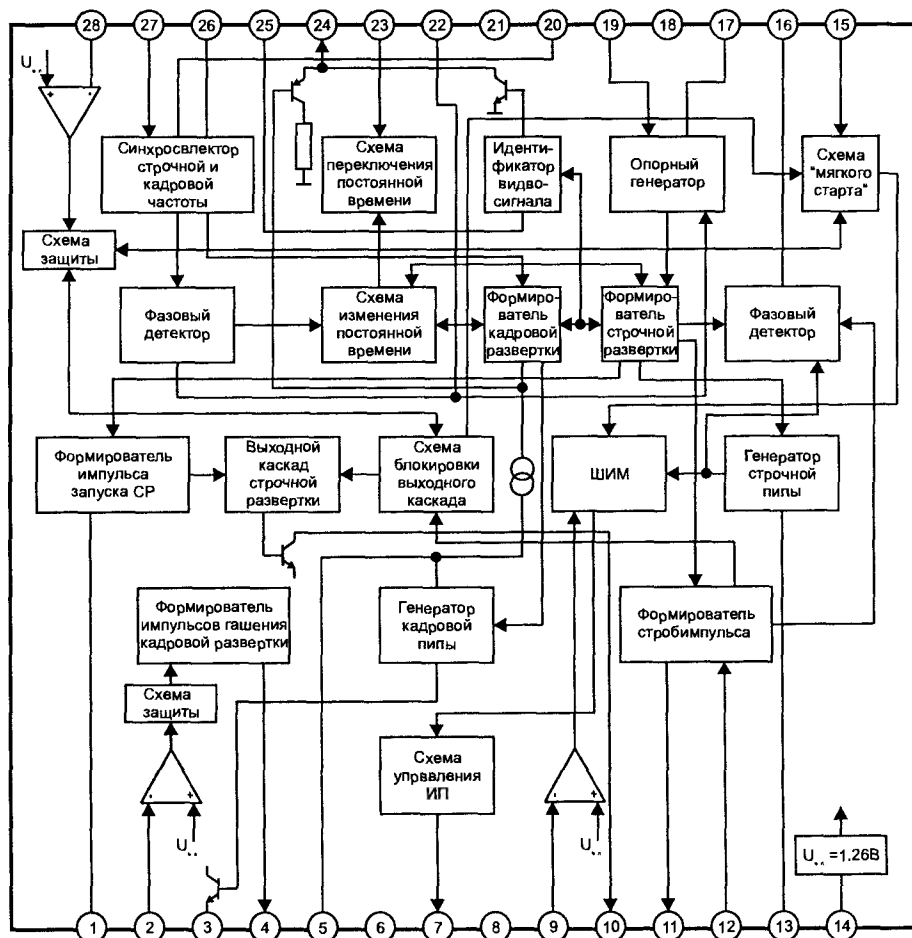 28 27 26 25 24 23 22 21 20 19 18 17 16 15
U
+ -
Синхросвлектор
строчной и
кадровой
частоты
Схема
переключения
постоянной
времени
Иденти-
фикатор
видво-
сигнала
Опорный
генератор
Схема
"мягкого
старта"
Схема
защиты
Фазовый
детектор
Схема
изменения
постоянной
времени
Формиро-
ватель
кадровой
развертки
Формиро-
ватель
строчной
развертки
Фазовый
детектор
Формирователь
импульса
запуска СР
Выходной
каскад
строчной
развертки
Схема
блокировки
выходного
каскада
ШИМ
Генератор
строчной
пилы
Формирователь
импульсов гашения
кадровой развертки
Генератор
кадровой
пипы
Формирователь
стробимпульса
Схема
защиты
Схема
упрввления
ИП
- +
U
- +
U
U =1.26В
1 2 3 4 5 6 7 8 9 10 11 12 13 14